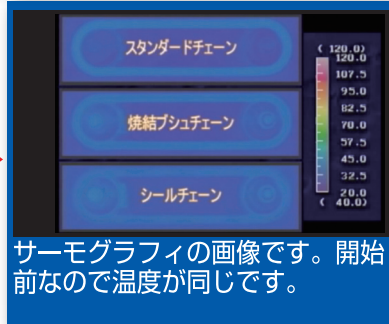 スタンダードチェーン
焼結ブシュチェーン
シールチェーン
( 120.0)
120.0
107.5
95.0
82.5
70.0
57.5
45.0
32.5
20.0
( 40.0)
サーモグラフィの画像です。開始
前なので温度が同じです。